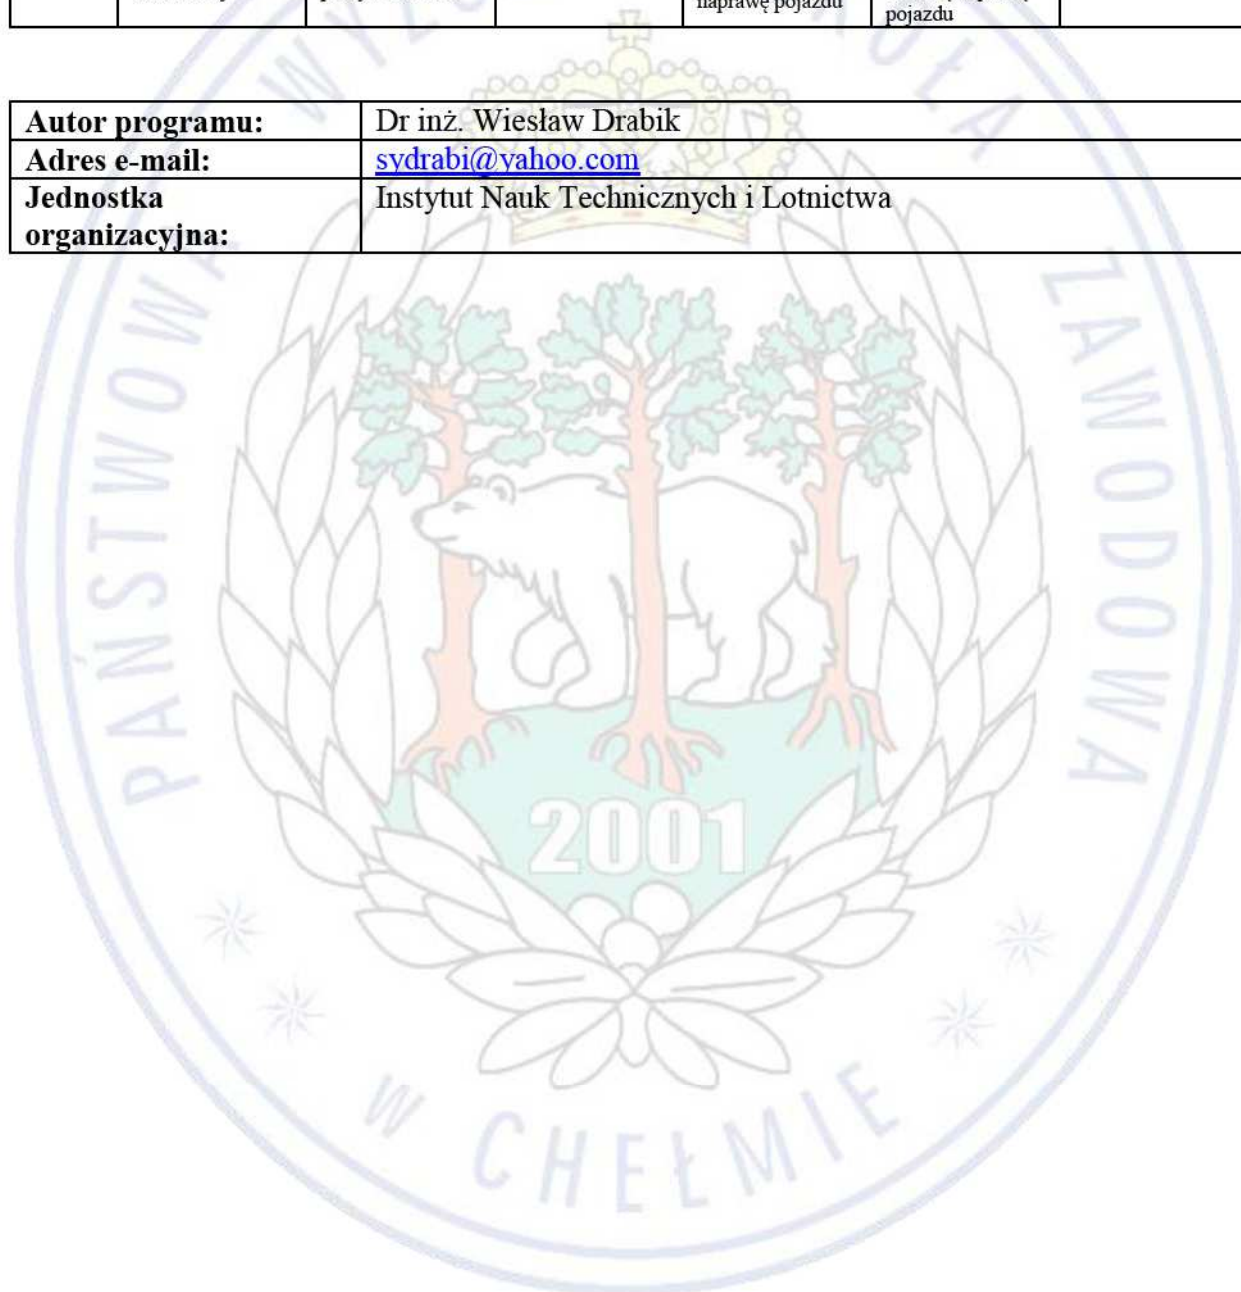 naprawę pojazdu
pojazdu
Autor programu: Dr inż. Wiesław Drabik
Adres e-mail: sydrabi@yahoo.com
Jednostka Instytut Nauk Technicznych i Lotnictwa
organizacyjna:
PAŃSTWOWA WYŻSZA SZKOŁA ZAWODOWA
2001
W CHEŁMIE